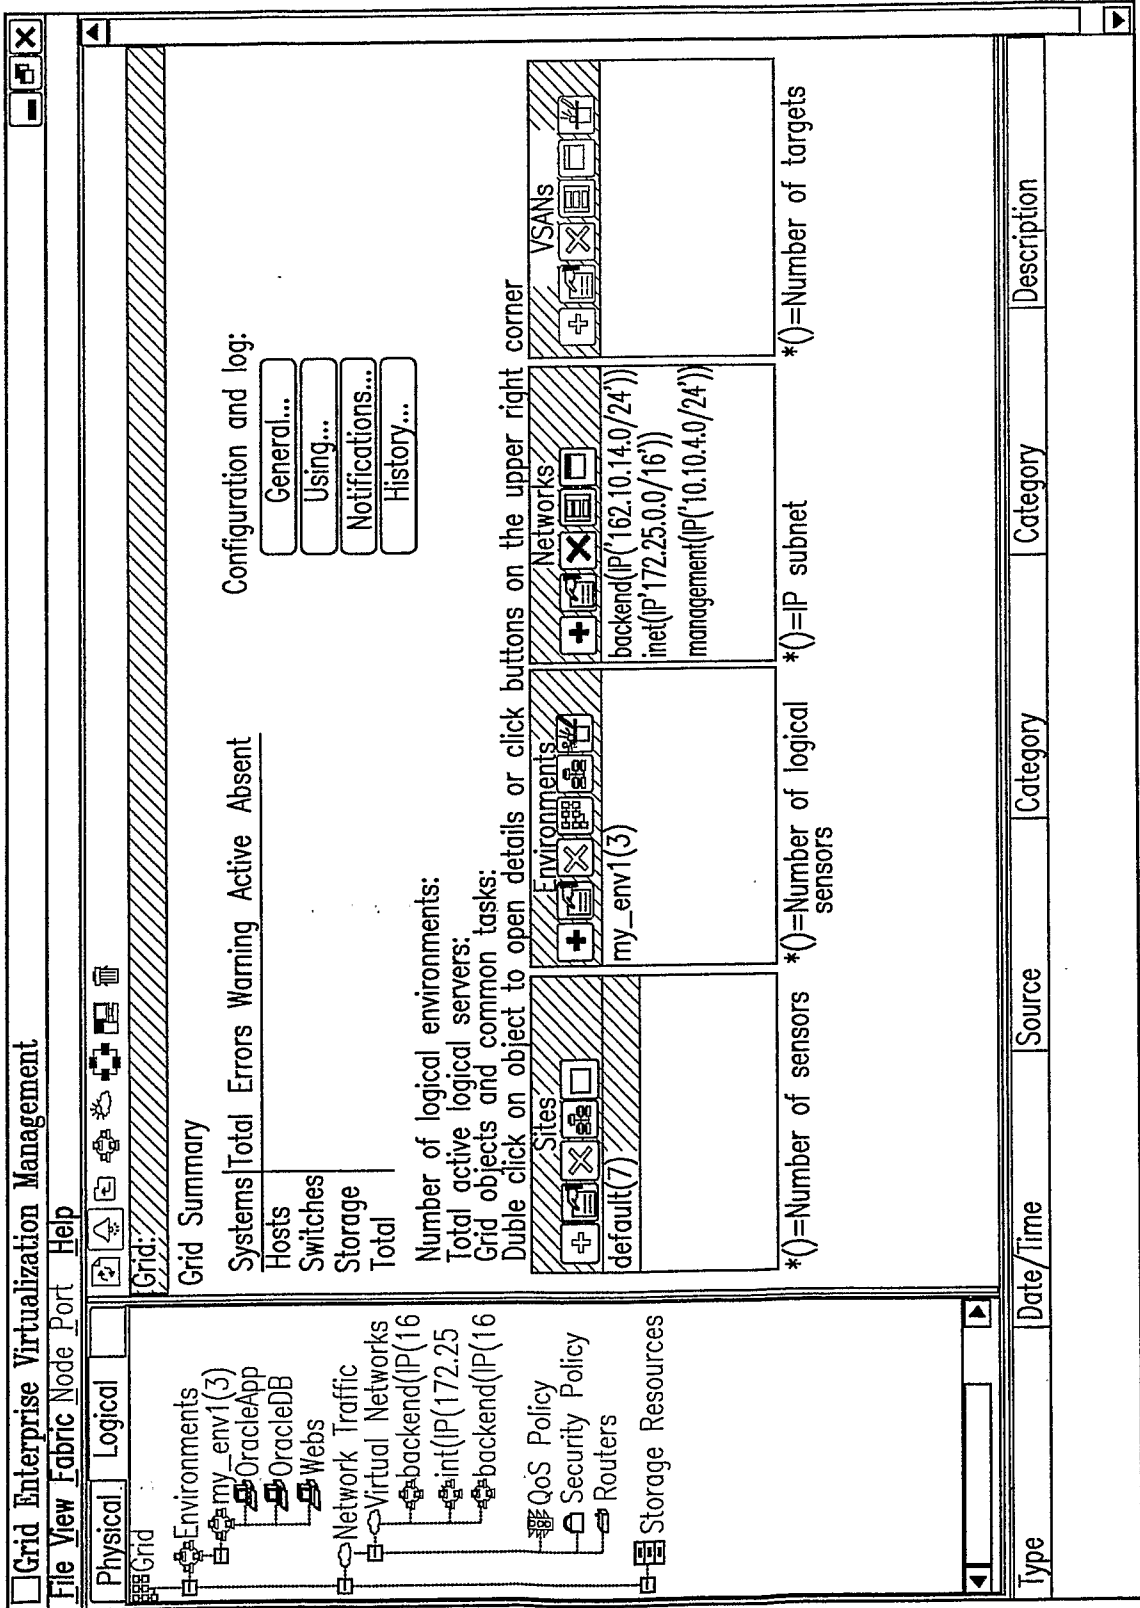 Grid Enterprise Virtualization Management
File View Fabric Node Port Help
Physical Logical
Grid
Environments
my_env1(3)
OracleApp
OracleDB
Webs
Network Traffic
Virtual Networks
backend(IP(16
int(IP(172.25
backend(IP(16
QoS Policy
Security Policy
Routers
Storage Resources
Grid:
Grid Summary
Systems Total Errors Warning Active Absent
Hosts
Switches
Storage
Total
Configuration and log:
General...
Using...
Notifications...
History...
Number of logical environments:
Total active logical servers:
Grid objects and common tasks:
Duble click on object to open details or click buttons on the upper right corner
Sites
default(7)
*()=Number of sensors
Environments
my_env1(3)
*()=Number of logical
sensors
Networks
backend(IP('162.10.14.0/24'))
inet(IP'172.25.0.0/16'))
management(IP('10.10.4.0/24'))
*()=IP subnet
VSANs
*()=Number of targets
Type Date/Time Source Category Category Description